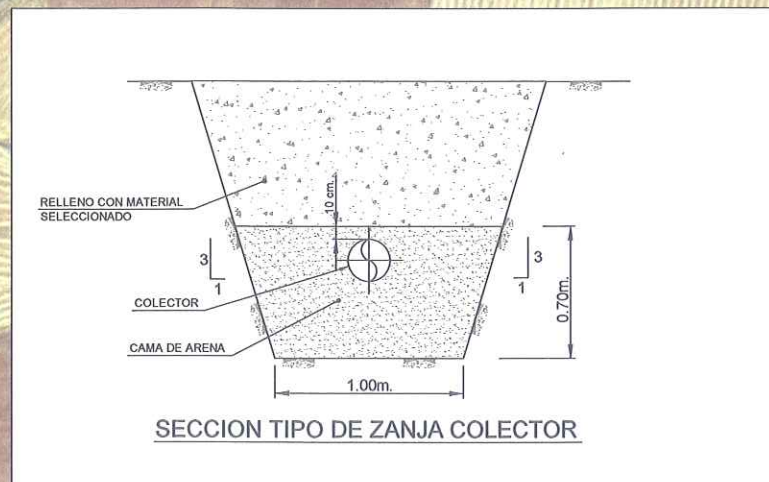 RELLENO CON MATERIAL
SELECCIONADO
10 cm.
3
1
3
1
0.70m.
COLECTOR
CAMA DE ARENA
1.00m.
SECCION TIPO DE ZANJA COLECTOR